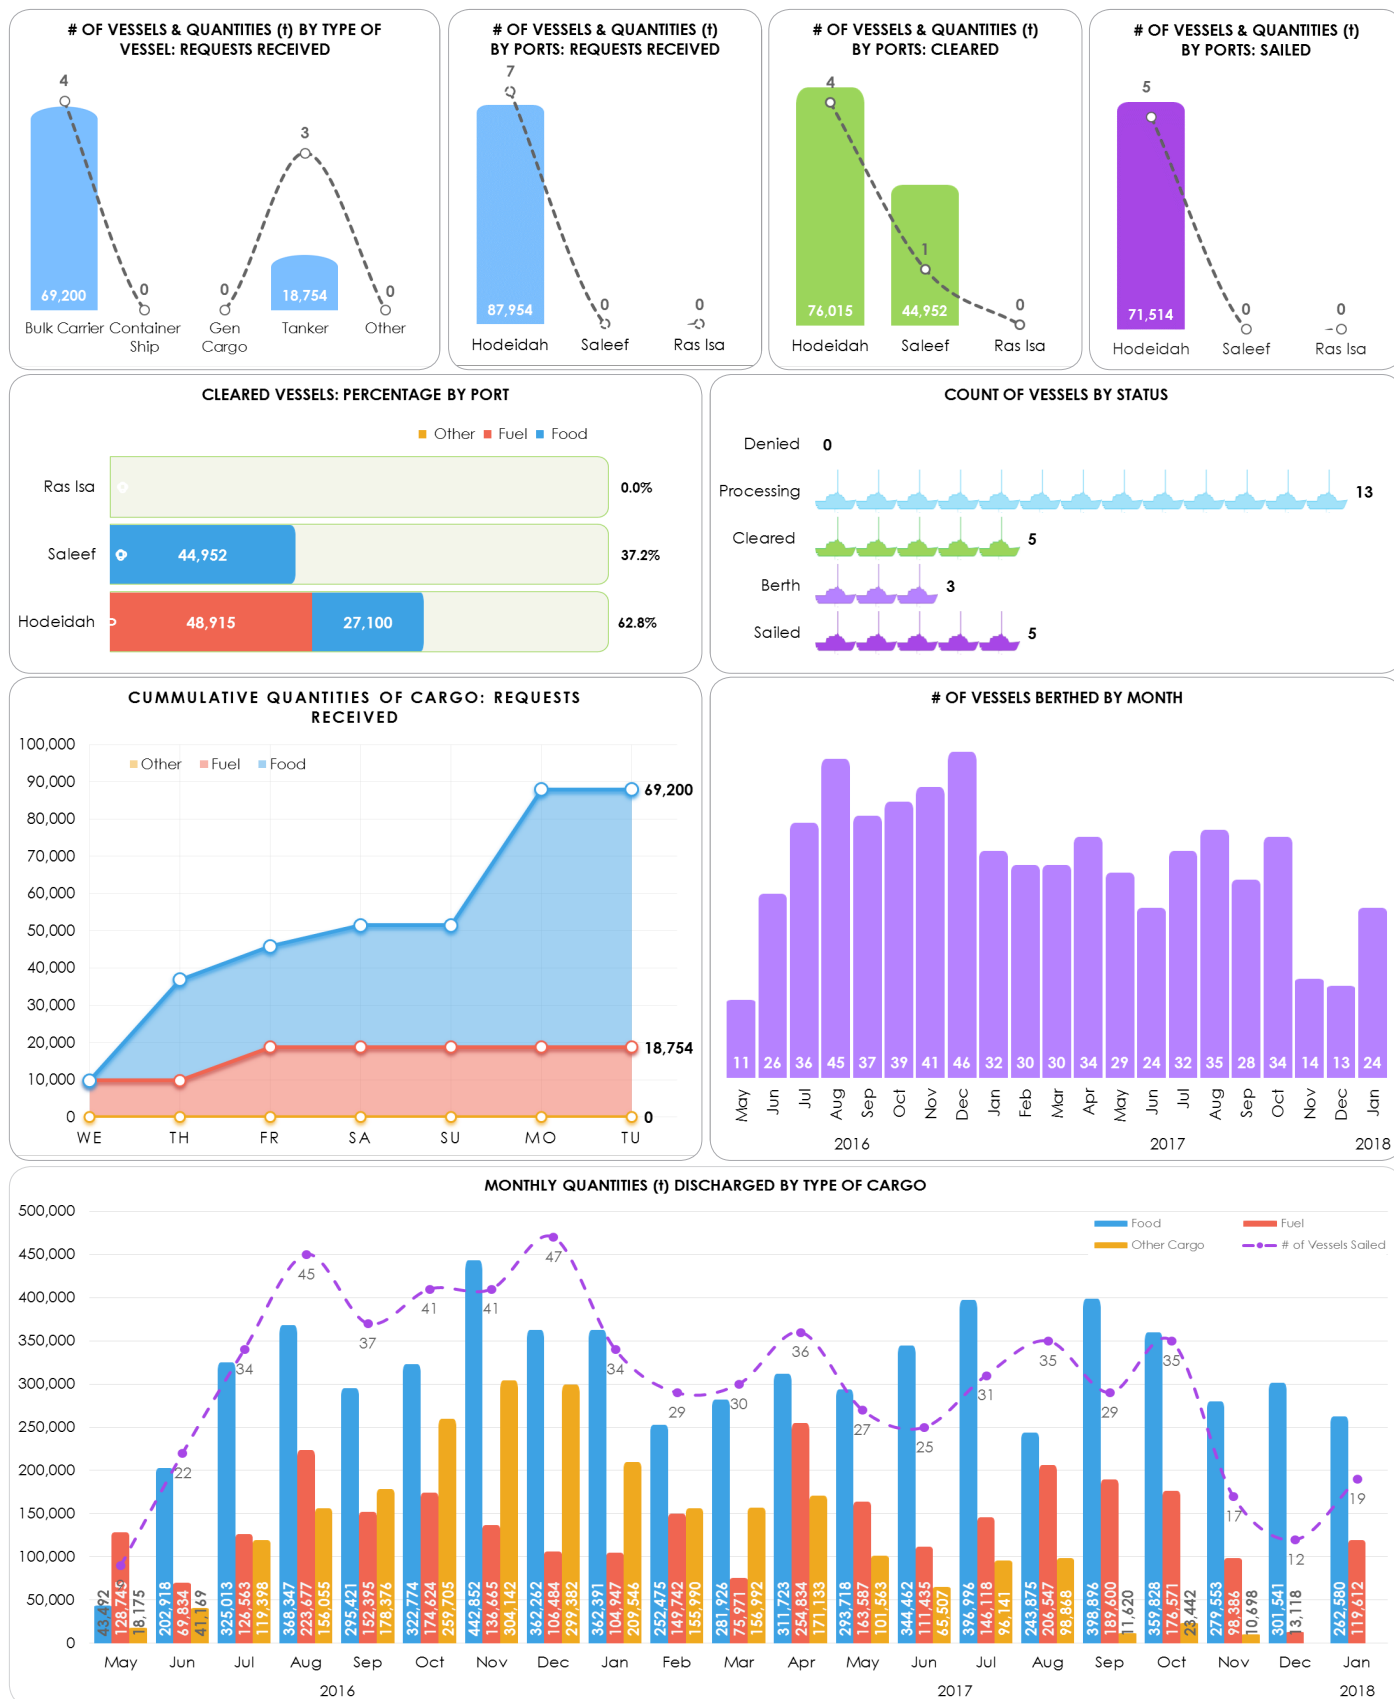 # OF VESSELS & QUANTITIES (t) BY TYPE OF
VESSEL: REQUESTS RECEIVED
4
0
0
3
0
69,200
18,754
Bulk Carrier Container Ship Gen Cargo Tanker Other
# OF VESSELS & QUANTITIES (t)
BY PORTS: REQUESTS RECEIVED
7
0
0
87,954
Hodeidah Saleef Ras Isa
# OF VESSELS & QUANTITIES (t)
BY PORTS: CLEARED
4
1
0
76,015 44,952
Hodeidah Saleef Ras Isa
# OF VESSELS & QUANTITIES (t)
BY PORTS: SAILED
5
0
0
71,514
Hodeidah Saleef Ras Isa
CLEARED VESSELS: PERCENTAGE BY PORT
Other Fuel Food
Ras Isa 0.0%
Saleef 44,952 37.2%
Hodeidah 48,915 27,100 62.8%
COUNT OF VESSELS BY STATUS
Denied 0
Processing 13
Cleared 5
Berth 3
Sailed 5
CUMMULATIVE QUANTITIES OF CARGO: REQUESTS
RECEIVED
Other Fuel Food
100,000
90,000
80,000
70,000
60,000
50,000
40,000
30,000
20,000
10,000
0
69,200
18,754
0
WE TH FR SA SU MO TU
# OF VESSELS BERTHED BY MONTH
11 26 36 45 37 39 41 46 32 30 30 34 29 24 32 35 28 34 14 13 24
May Jun Jul Aug Sep Oct Nov Dec Jan Feb Mar Apr May Jun Jul Aug Sep Oct Nov Dec Jan
2016 2017 2018
MONTHLY QUANTITIES (t) DISCHARGED BY TYPE OF CARGO
Food Fuel
Other Cargo # of Vessels Sailed
500,000
450,000
400,000
350,000
300,000
250,000
200,000
150,000
100,000
50,000
0
22 34 45 37 41 41 47 34 29 30 36 27 25 31 35 29 35 17 12 19
43,492 128,745 18,175
202,918 69,834 41,169
325,013 126,563 119,398
368,347 223,677 156,055
295,421 152,395 178,376
322,774 174,624 259,705
442,852 136,665 304,142
362,262 106,484 299,382
362,391 104,947 209,546
252,475 149,742 155,990
281,926 75,971 156,972
311,723 254,834 171,133
293,718 163,587 101,563
344,462 111,435 65,507
396,996 146,118 96,141
243,875 206,547 98,868
398,896 189,600 11,620
359,828 176,571 23,442
279,553 98,386 10,698
301,541 13,118
262,580 119,612
May Jun Jul Aug Sep Oct Nov Dec Jan Feb Mar Apr May Jun Jul Aug Sep Oct Nov Dec Jan
2016 2017 2018